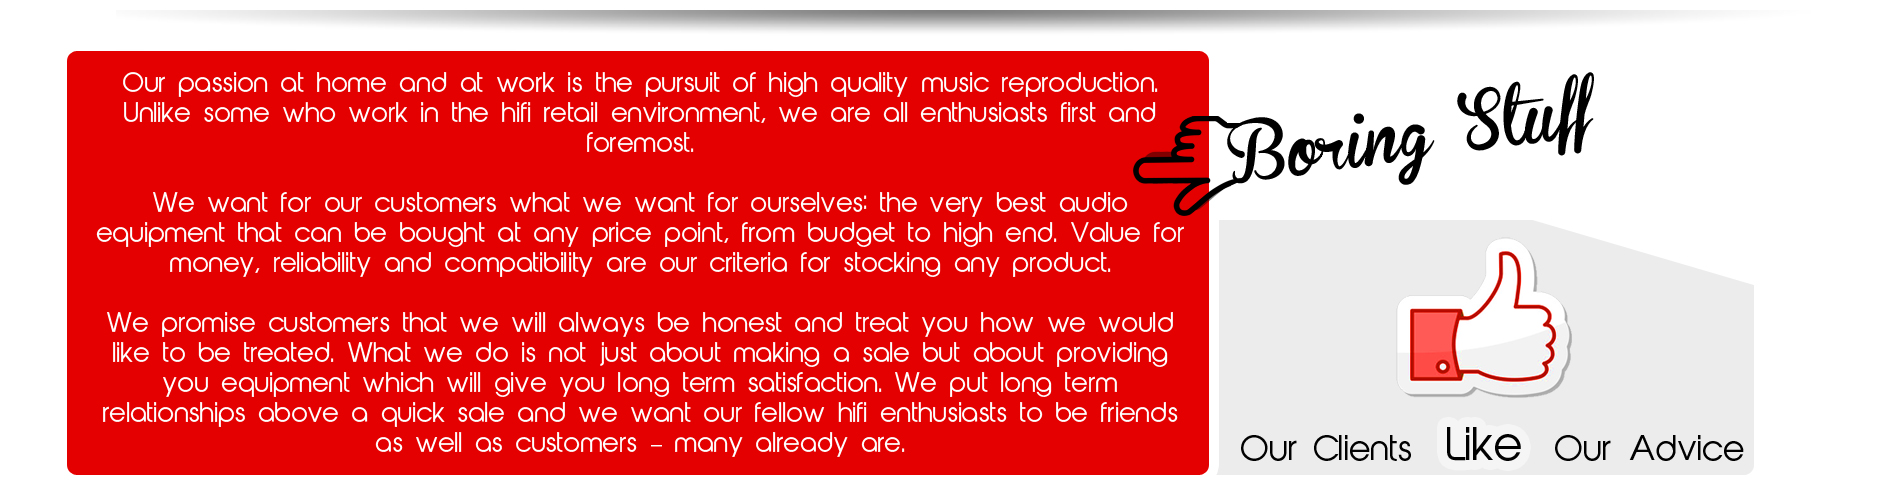 Our passion at home and at work is the pursuit of high quality music reproduction.
Unlike some who work in the hifi retail environment, we are all enthusiasts first and
foremost.
We want for our customers what we want for ourselves: the very best audio
equipment that can be bought at any price point, from budget to high end. Value for
money, reliability and compatibility are our criteria for stocking any product.
We promise customers that we will always be honest and treat you how we would
like to be treated. What we do is not just about making a sale but about providing
you equipment which will give you long term satisfaction. We put long term
relationships above a quick sale and we want our fellow hifi enthusiasts to be friends
as well as customers – many already are.
Boring Stuff
Our Clients Like Our Advice